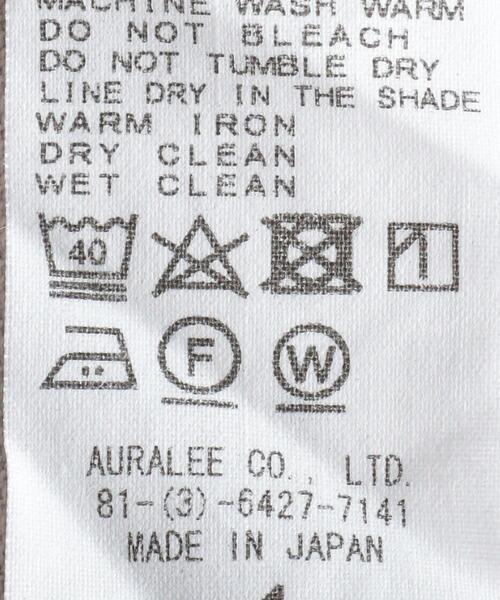 MACHINE WASH WARM
DO NOT BLEACH
DO NOT TUMBLE DRY
LINE DRY IN THE SHADE
WARM IRON
DRY CLEAN
WET CLEAN
40
F W
AURALEE CO., LTD.
81-(3)-6427-7141
MADE IN JAPAN